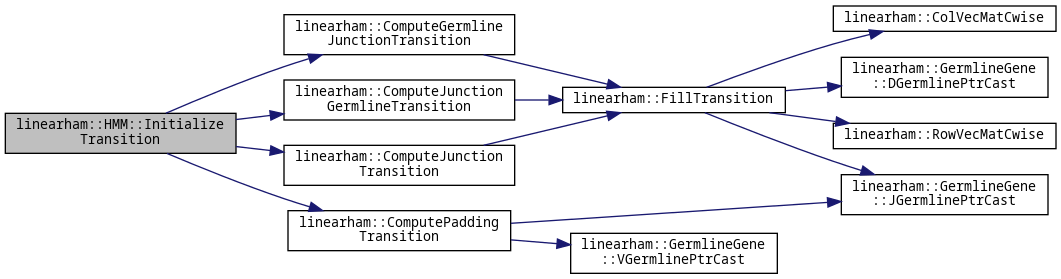 linearham::HMM::Initialize
Transition
linearham::ComputeGermline
JunctionTransition
linearham::ComputeJunction
GermlineTransition
linearham::ComputeJunction
Transition
linearham::ComputePadding
Transition
linearham::FillTransition
linearham::GermlineGene
::VGermlinePtrCast
linearham::ColVecMatCwise
linearham::GermlineGene
::DGermlinePtrCast
linearham::RowVecMatCwise
linearham::GermlineGene
::JGermlinePtrCast